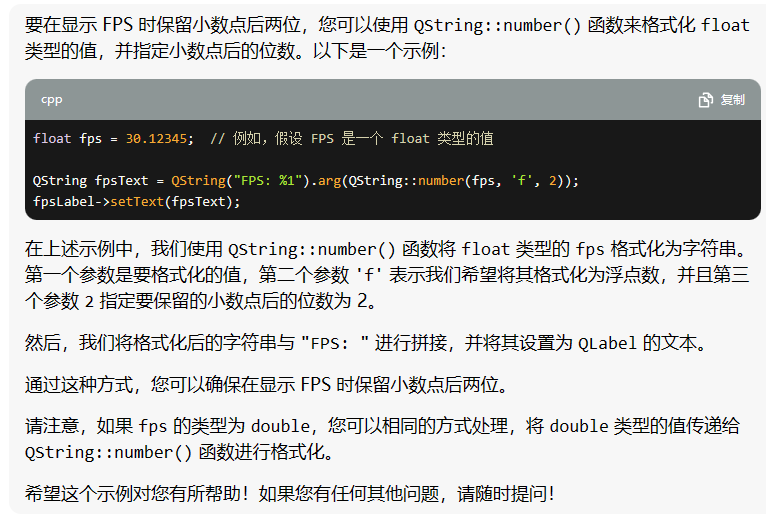 要在显示 FPS 时保留小数点后两位，您可以使用 QString::number() 函数来格式化 float
类型的值，并指定小数点后的位数。以下是一个示例：
cpp
复制
float fps = 30.12345;  // 例如，假设 FPS 是一个 float 类型的值
QString fpsText = QString("FPS: %1").arg(QString::number(fps, 'f', 2));
fpsLabel->setText(fpsText);
在上述示例中，我们使用 QString::number() 函数将 float 类型的 fps 格式化为字符串。
第一个参数是要格式化的值，第二个参数 'f' 表示我们希望将其格式化为浮点数，并且第三
个参数 2 指定要保留的小数点后的位数为 2。
然后，我们将格式化后的字符串与 "FPS: " 进行拼接，并将其设置为 QLabel 的文本。
通过这种方式，您可以确保在显示 FPS 时保留小数点后两位。
请注意，如果 fps 的类型为 double，您可以相同的方式处理，将 double 类型的值传递给
QString::number() 函数进行格式化。
希望这个示例对您有所帮助！如果您有任何其他问题，请随时提问！